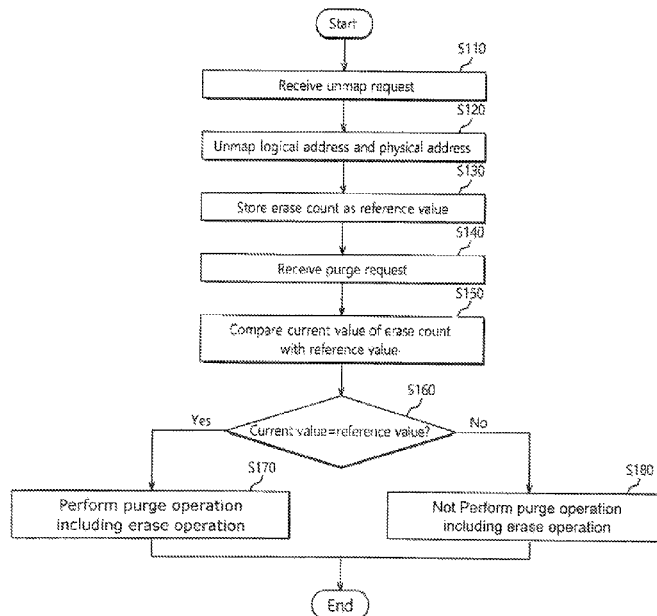 Start
S110
Receive unmap request
S120
Unmap logical address and physical address
S130
Store erase count as reference value
S140
Receive purge request
S150
Compare current value of erase count
with reference value
S160
Current value=reference value?
Yes
No
S170
Perform purge operation
including erase operation
S180
Not Perform purge operation
including erase operation
End